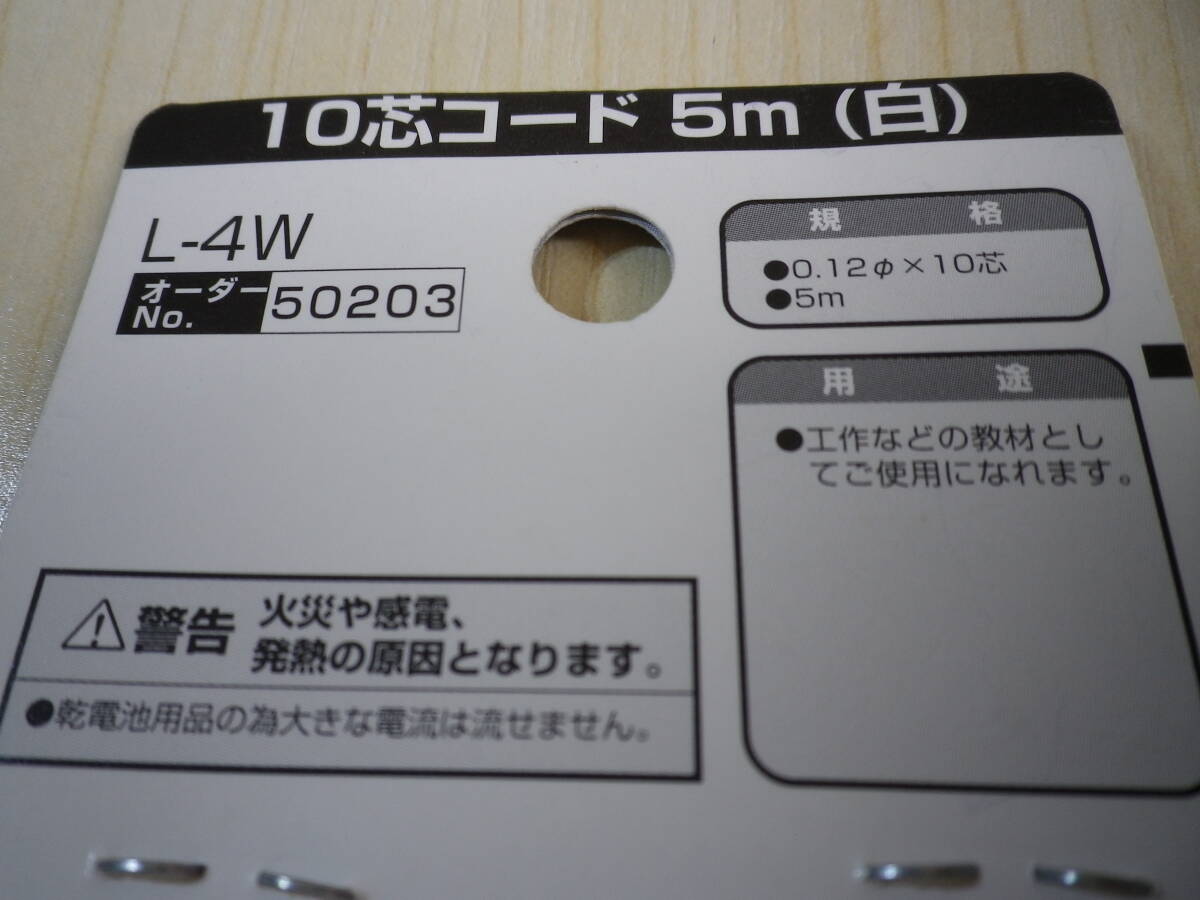 10芯コード 5m (白)
L-4W
オーダーNo. 50203
規格
●0.12φ×10芯
●5m
用途
●工作などの教材とし
てご使用になれます。
警告
火災や感電、
発熱の原因となります。
●乾電池用品の為大きな電流は流せません。